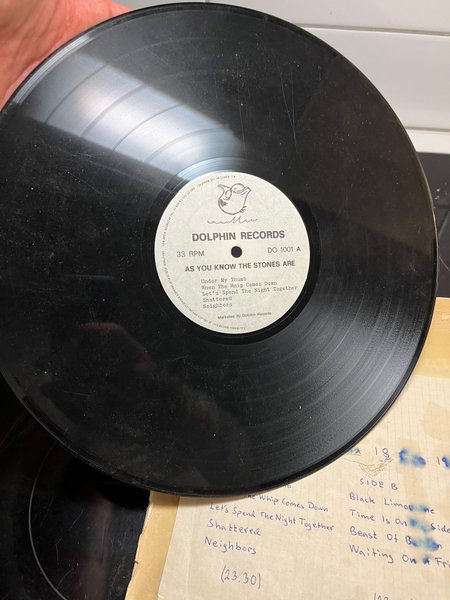 DOLPHIN RECORDS
33 RPM DO 1001 A
AS YOU KNOW THE STONES ARE
Under My Thumb
When The Whip Comes Down
Let's Spend The Night Together
Shattered
Neighbors
Marketed By Dolphin Records
18
SIDE B
Whip Comes Down
Let's Spend The Night Together
Shattered
Neighbors
(23.30)
Black
Time Is On Side
Beast Of
Waiting On A